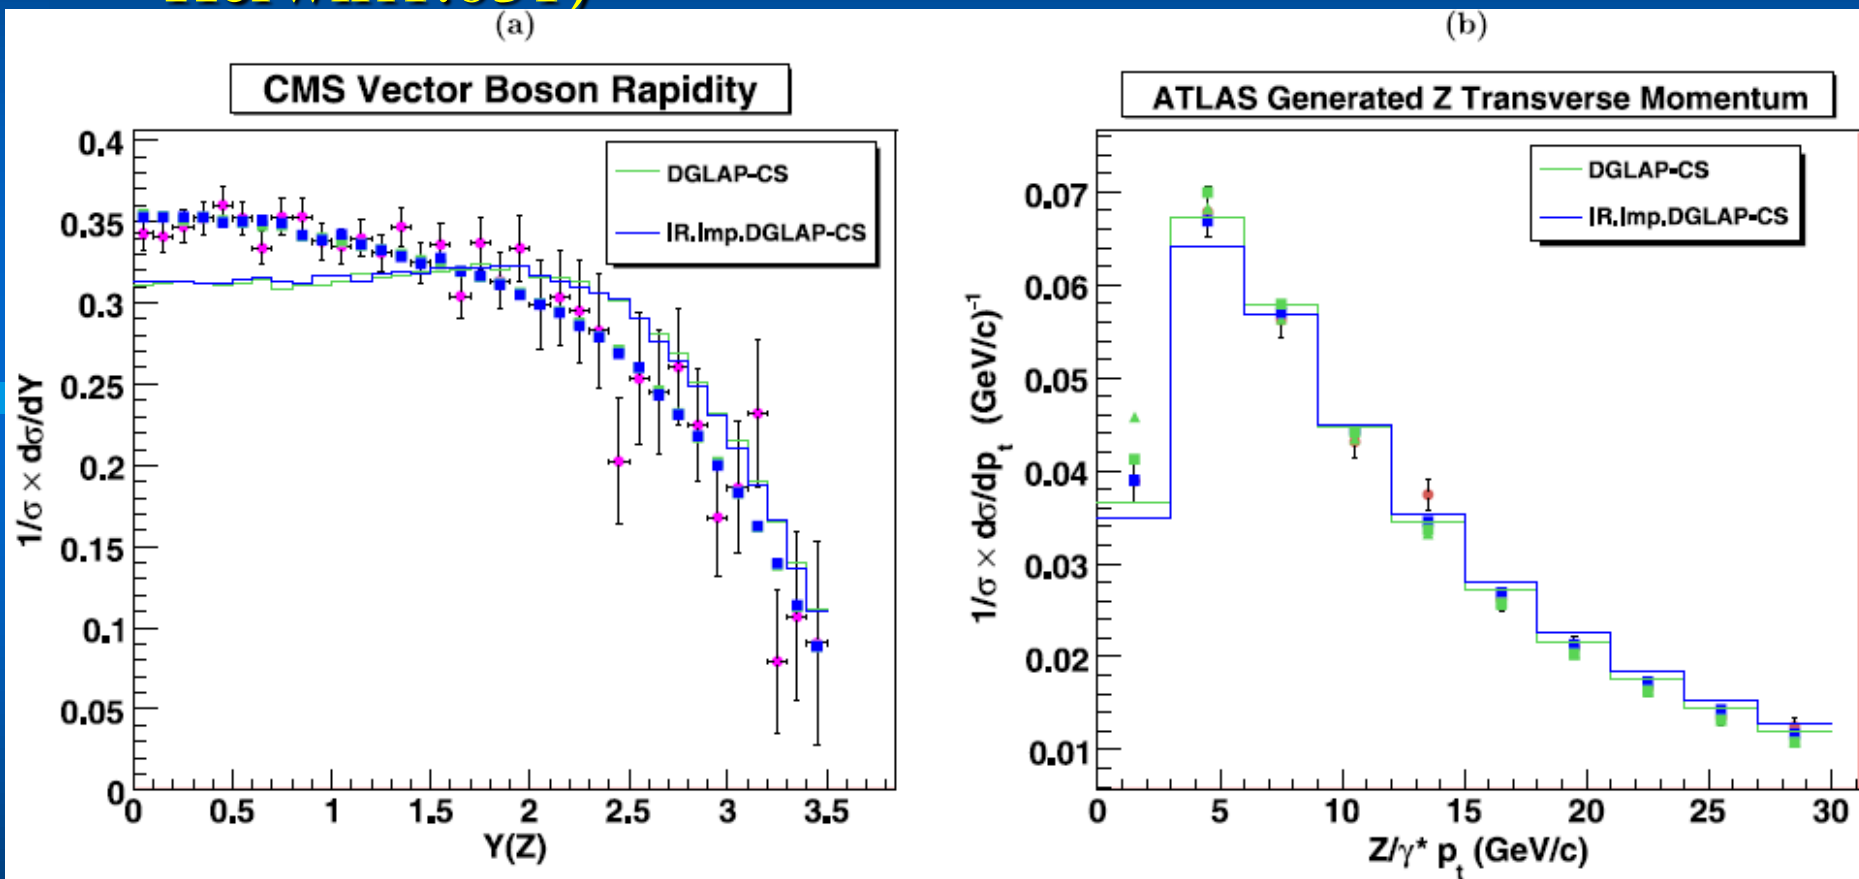 (a)
(b)
CMS Vector Boson Rapidity
DGLAP-CS
IR.Imp.DGLAP-CS
1/σ × dσ/dY
0.4
0.35
0.3
0.25
0.2
0.15
0.1
0.05
0
0 0.5 1 1.5 2 2.5 3 3.5
Y(Z)
ATLAS Generated Z Transverse Momentum
DGLAP-CS
IR.Imp.DGLAP-CS
1/σ × dσ/dp_t (GeV/c)⁻¹
0.07
0.06
0.05
0.04
0.03
0.02
0.01
0 5 10 15 20 25 30
Z/γ* p_t (GeV/c)